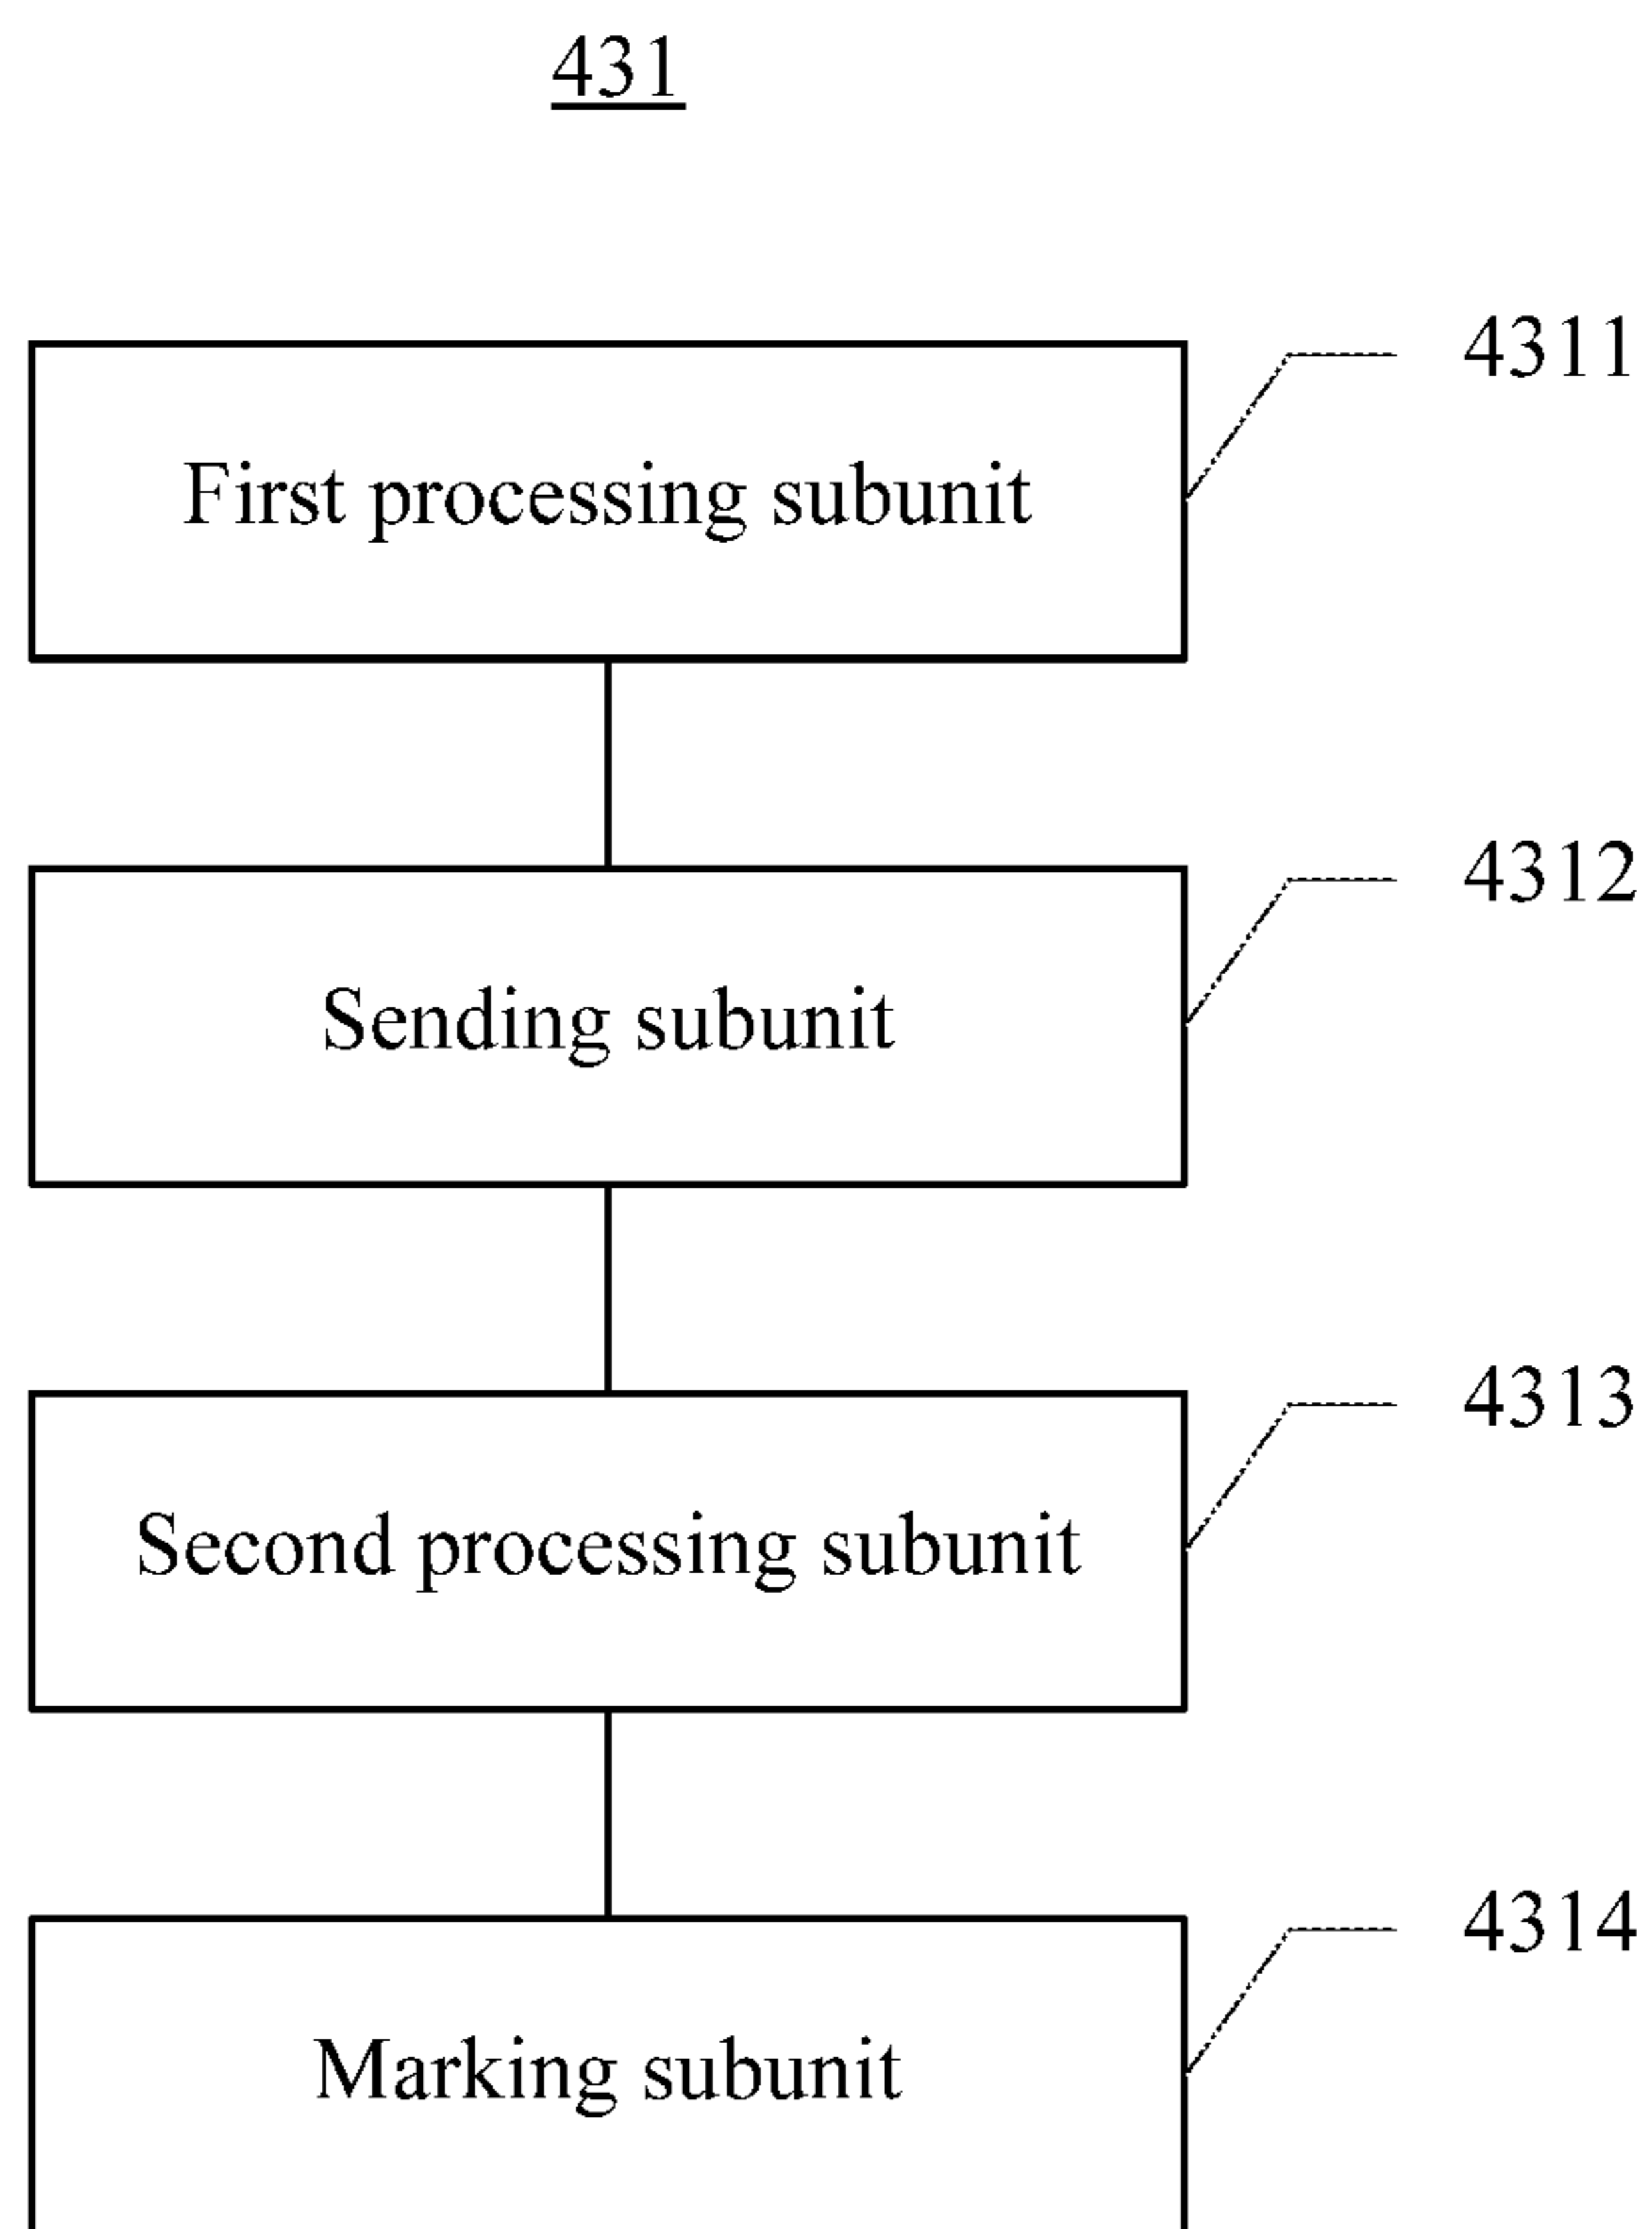 431
4311
First processing subunit
4312
Sending subunit
4313
Second processing subunit
4314
Marking subunit